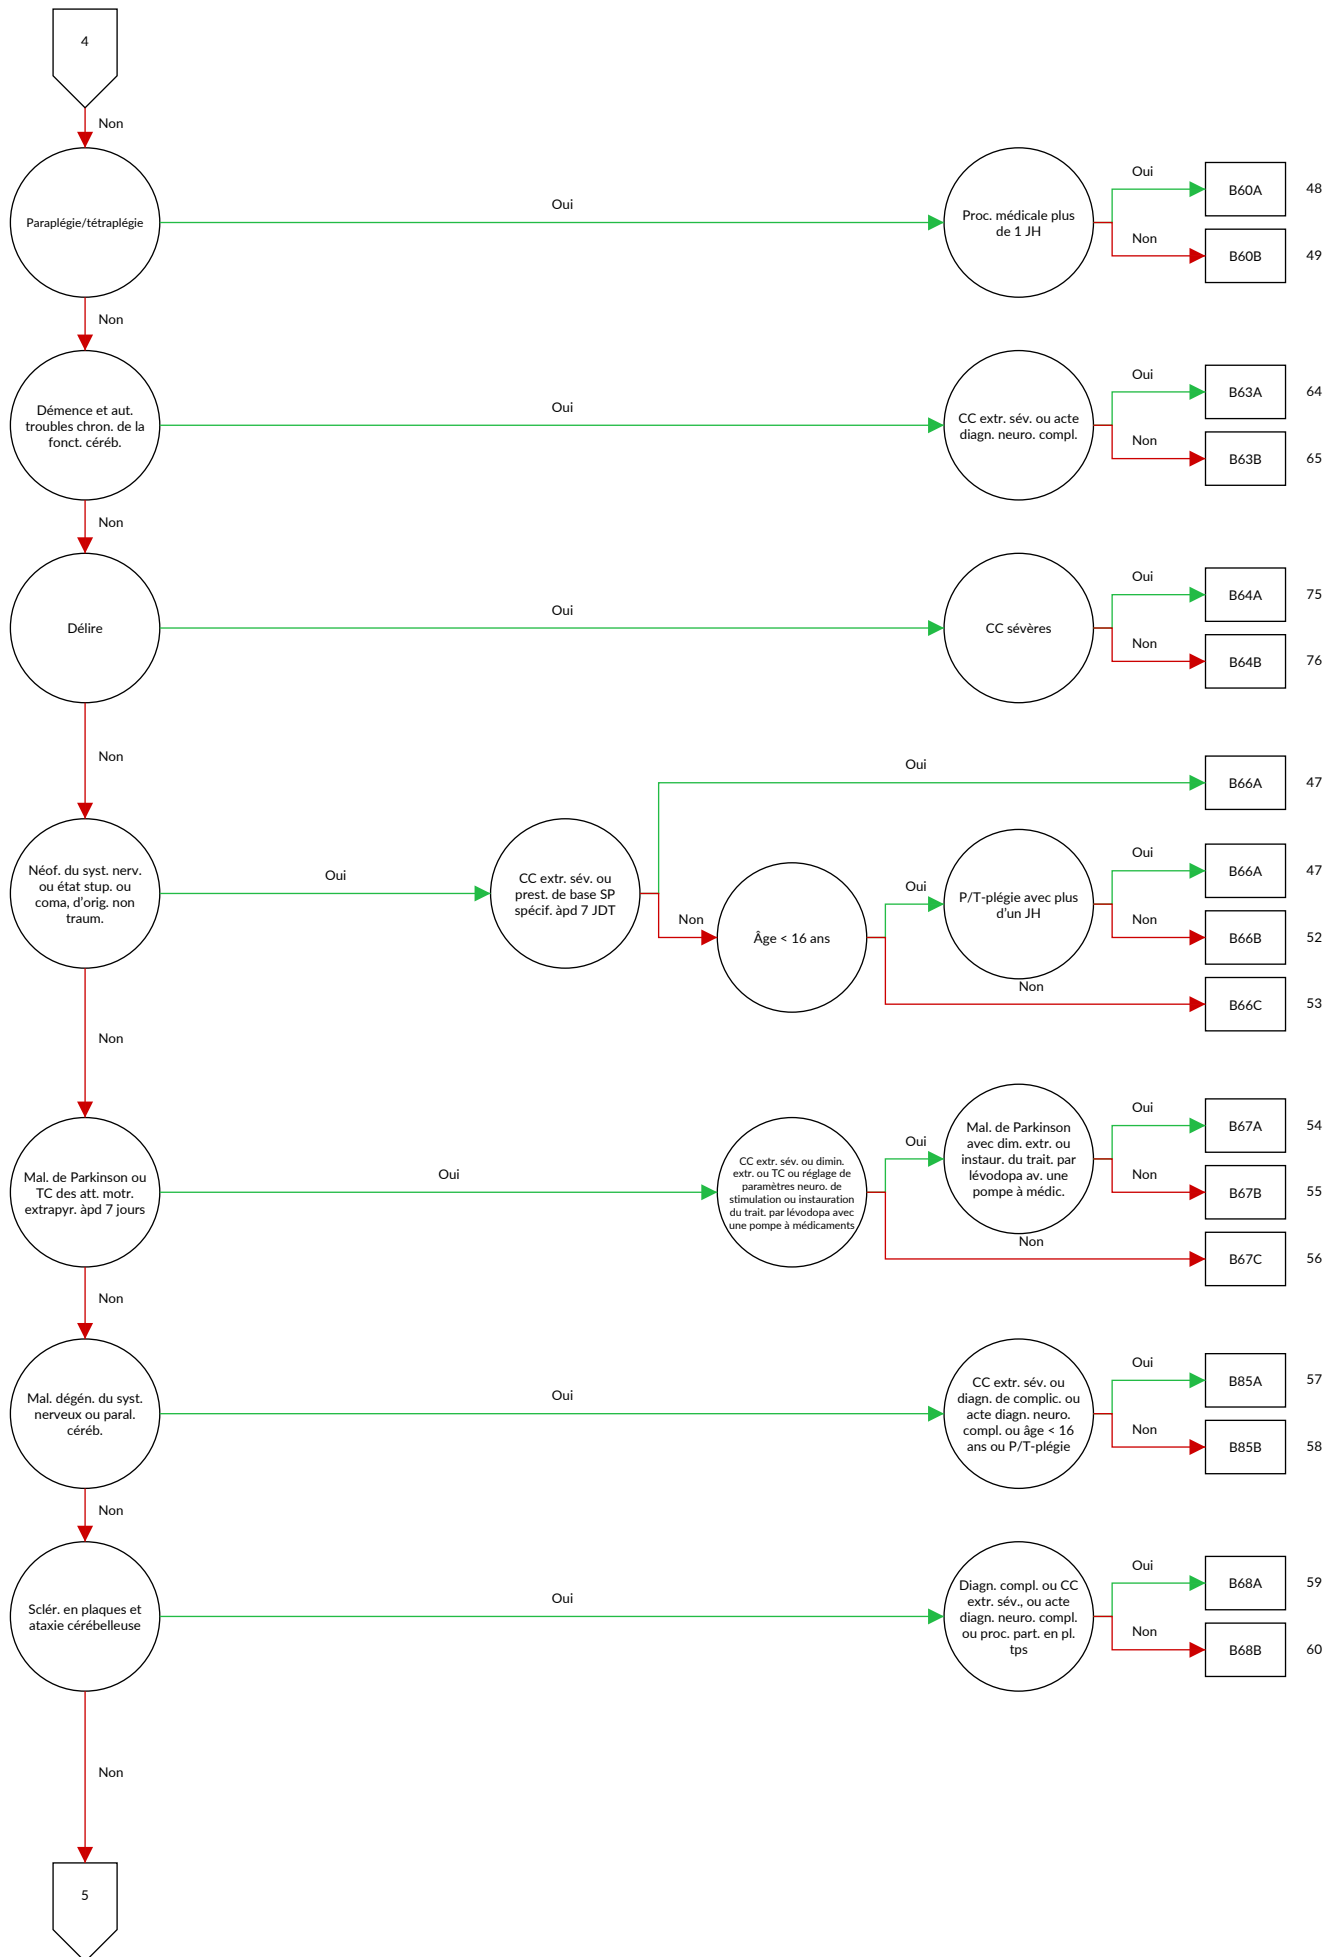 4
Non
Paraplégie/tétraplégie
Oui
Proc. médicale plus
de 1 JH
Oui
B60A
48
Non
B60B
49
Non
Démence et aut.
troubles chron. de la
fonct. céréb.
Oui
CC extr. sév. ou acte
diagn. neuro. compl.
Oui
B63A
64
Non
B63B
65
Non
Délire
Oui
CC sévères
Oui
B64A
75
Non
B64B
76
Non
Néof. du syst. nerv.
ou état stup. ou
coma, d'orig. non
traum.
Oui
CC extr. sév. ou
prest. de base SP
spécif. àpd 7 JDT
Oui
B66A
47
Non
Âge < 16 ans
Oui
P/T-plégie avec plus
d'un JH
Oui
B66A
47
Non
B66B
52
Non
B66C
53
Non
Mal. de Parkinson ou
TC des att. motr.
extrapyr. àpd 7 jours
Oui
CC extr. sév. ou dimin.
extr. ou TC ou réglage de
paramètres neuro. de
stimulation ou instauration
du trait. par lévodopa avec
une pompe à médicaments
Oui
Mal. de Parkinson
avec dim. extr. ou
instaur. du trait. par
lévodopa av. une
pompe à médic.
Oui
B67A
54
Non
B67B
55
Non
B67C
56
Non
Mal. dégén. du syst.
nerveux ou paral.
céréb.
Oui
CC extr. sév. ou
diagn. de complic. ou
acte diagn. neuro.
compl. ou âge < 16
ans ou P/T-plégie
Oui
B85A
57
Non
B85B
58
Non
Sclér. en plaques et
ataxie cérébelleuse
Oui
Diagn. compl. ou CC
extr. sév., ou acte
diagn. neuro. compl.
ou proc. part. en pl.
tps
Oui
B68A
59
Non
B68B
60
Non
5